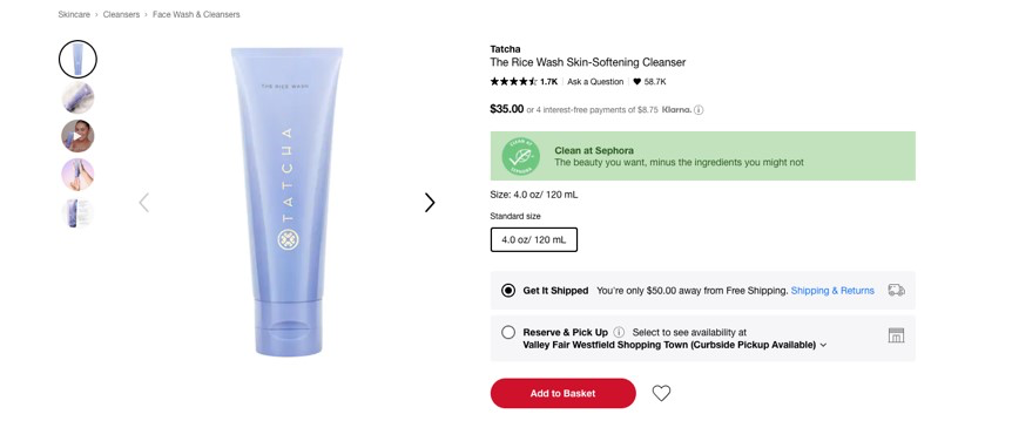 Skincare › Cleansers › Face Wash & Cleansers
THE RICE WASH
TATCHA
Tatcha
The Rice Wash Skin-Softening Cleanser
1.7K | Ask a Question | 58.7K
$35.00 or 4 interest-free payments of $8.75 Klarna.
CLEAN AT
SEPHORA
Clean at Sephora
The beauty you want, minus the ingredients you might not
Size: 4.0 oz/ 120 mL
Standard size
4.0 oz/ 120 mL
Get It Shipped You're only $50.00 away from Free Shipping. Shipping & Returns
Reserve & Pick Up Select to see availability at
Valley Fair Westfield Shopping Town (Curbside Pickup Available)
Add to Basket